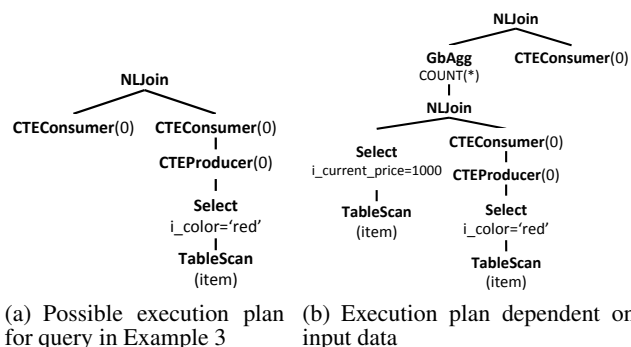 NLJoin
CTEConsumer(0)
CTEConsumer(0)
CTEProducer(0)
Select
i_color='red'
TableScan
(item)
(a) Possible execution plan
for query in Example 3
NLJoin
GbAgg
COUNT(*)
CTEConsumer(0)
NLJoin
Select
i_current_price=1000
TableScan
(item)
CTEConsumer(0)
CTEProducer(0)
Select
i_color='red'
TableScan
(item)
(b) Execution plan dependent on
input data